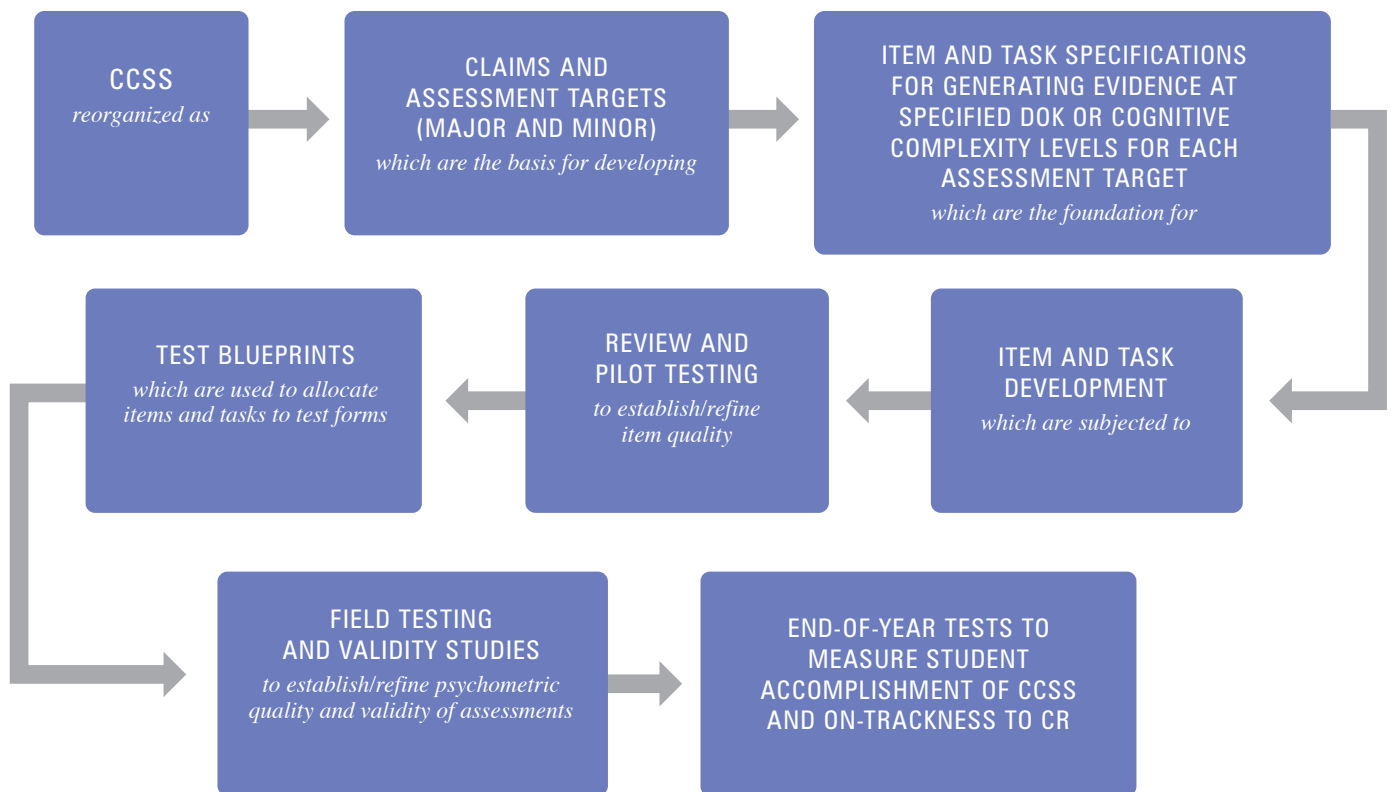 CCSS
reorganized as
CLAIMS AND
ASSESSMENT TARGETS
(MAJOR AND MINOR)
which are the basis for developing
ITEM AND TASK SPECIFICATIONS
FOR GENERATING EVIDENCE AT
SPECIFIED DOK OR COGNITIVE
COMPLEXITY LEVELS FOR EACH
ASSESSMENT TARGET
which are the foundation for
ITEM AND TASK
DEVELOPMENT
which are subjected to
REVIEW AND
PILOT TESTING
to establish/refine
item quality
TEST BLUEPRINTS
which are used to allocate
items and tasks to test forms
FIELD TESTING
AND VALIDITY STUDIES
to establish/refine psychometric
quality and validity of assessments
END-OF-YEAR TESTS TO
MEASURE STUDENT
ACCOMPLISHMENT OF CCSS
AND ON-TRACKNESS TO CR